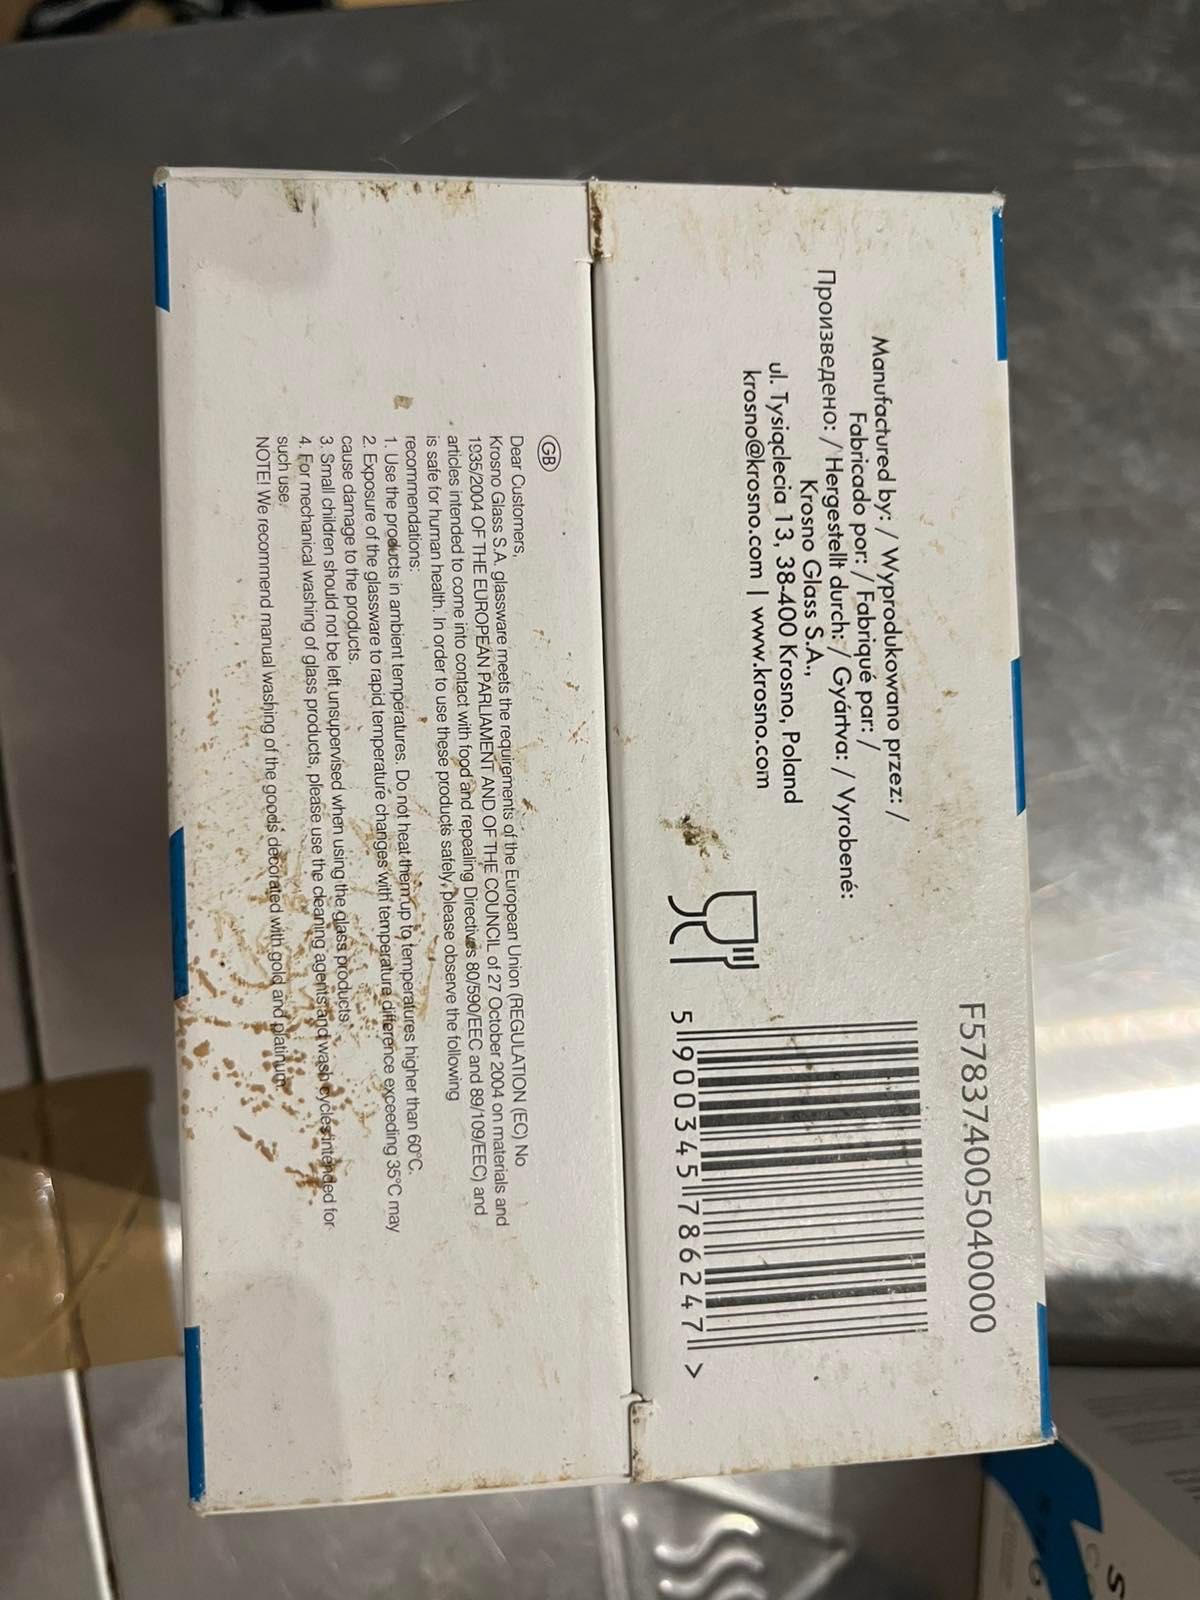 F578374005040000
Manufactured by: / Wyprodukowano przez: /
Fabricado por: / Fabriqué par: /
Произведено: / Hergestellt durch: / Gyártva: / Vyrobené:
Krosno Glass S.A.,
ul. Tysiąclecia 13, 38-400 Krosno, Poland
krosno@krosno.com | www.krosno.com
5 900345 786247 >
GB
Dear Customers,
Krosno Glass S.A. glassware meets the requirements of the European Union (REGULATION (EC) No
1935/2004 OF THE EUROPEAN PARLIAMENT AND OF THE COUNCIL of 27 October 2004 on materials and
articles intended to come into contact with food and repealing Directives 80/590/EEC and 89/109/EEC) and
is safe for human health. In order to use these products safely, please observe the following
recommendations:
1. Use the products in ambient temperatures. Do not heat them up to temperatures higher than 60°C.
2. Exposure of the glassware to rapid temperature changes with temperature difference exceeding 35°C may
cause damage to the products.
3. Small children should not be left unsupervised when using the glass products.
4. For mechanical washing of glass products, please use the cleaning agents and wash cycles intended for
such use.
NOTE! We recommend manual washing of the goods decorated with gold and platinum.